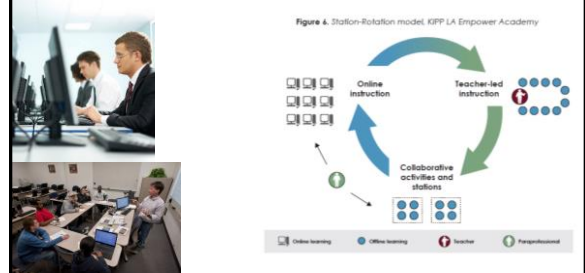 Figure 6. Station-Rotation model, KIPP LA Empower Academy
Online
instruction
Teacher-led
instruction
Collaborative
activities and
stations
Online learning
Offline learning
Teacher
Paraprofessional